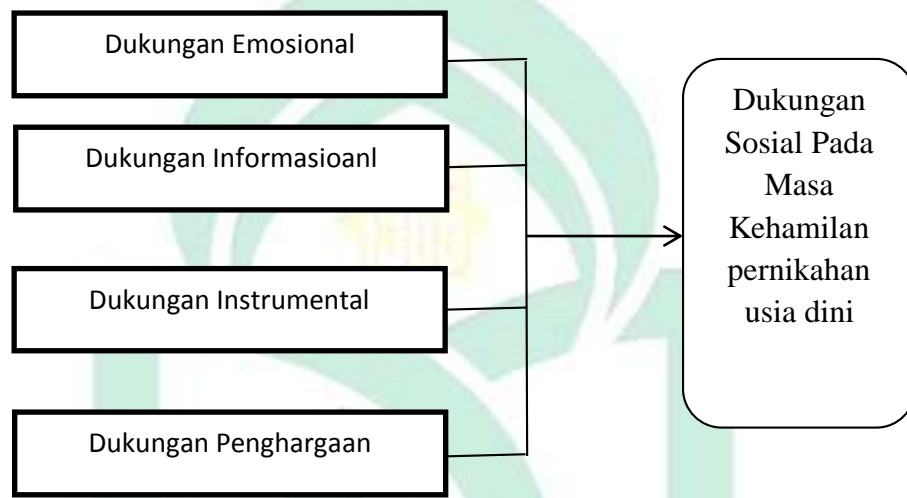 Dukungan Emosional
Dukungan Informasioanl
Dukungan Instrumental
Dukungan Penghargaan
Dukungan
Sosial Pada
Masa
Kehamilan
pernikahan
usia dini